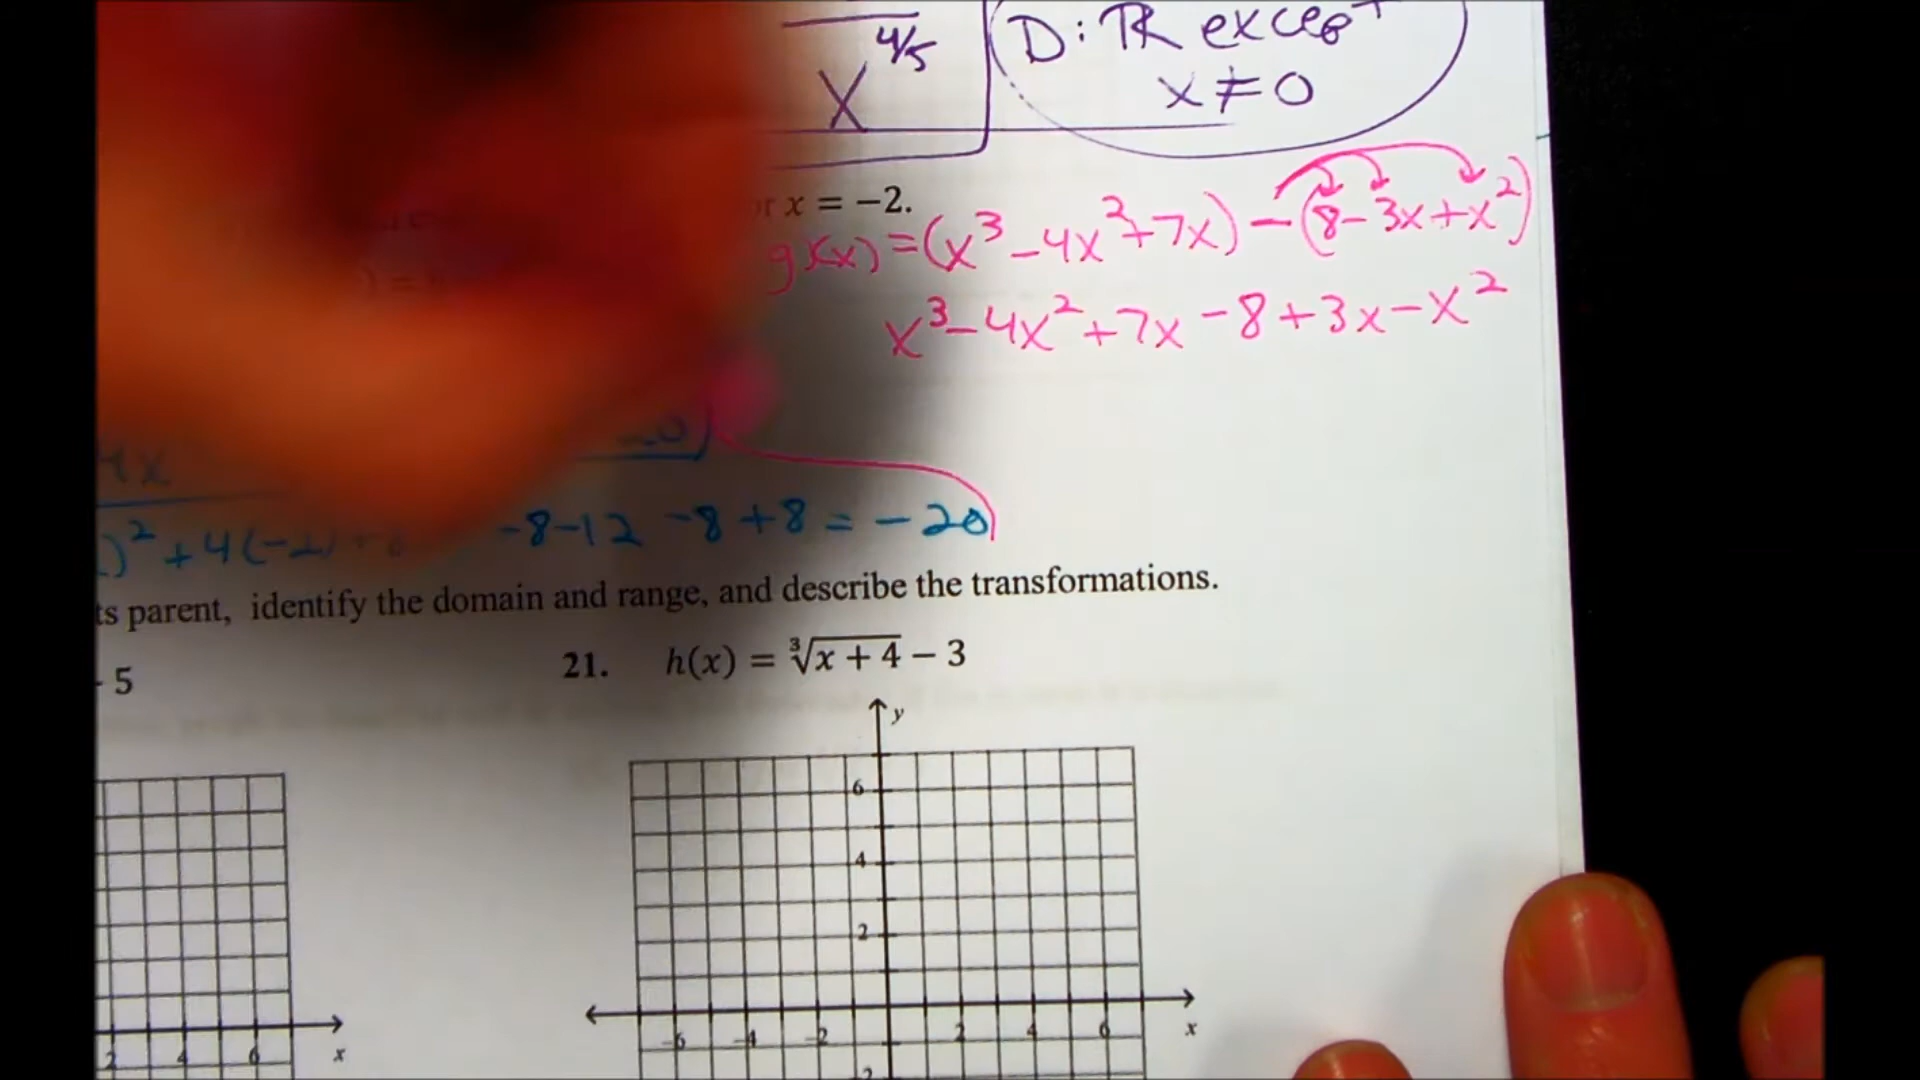 x^{4/5}
D: ℝ except
x ≠ 0
x = −2.
g(x) = (x³ − 4x² + 7x) − (8 − 3x + x²)
x³ − 4x² + 7x − 8 + 3x − x²
4x
)² + 4(−2) −8−12 −8+8 = −20
ts parent, identify the domain and range, and describe the transformations.
5
21. h(x) = ∛(x + 4) − 3
y
6
4
2
−6 −4 −2 2 4 6 x
2 4 6 x